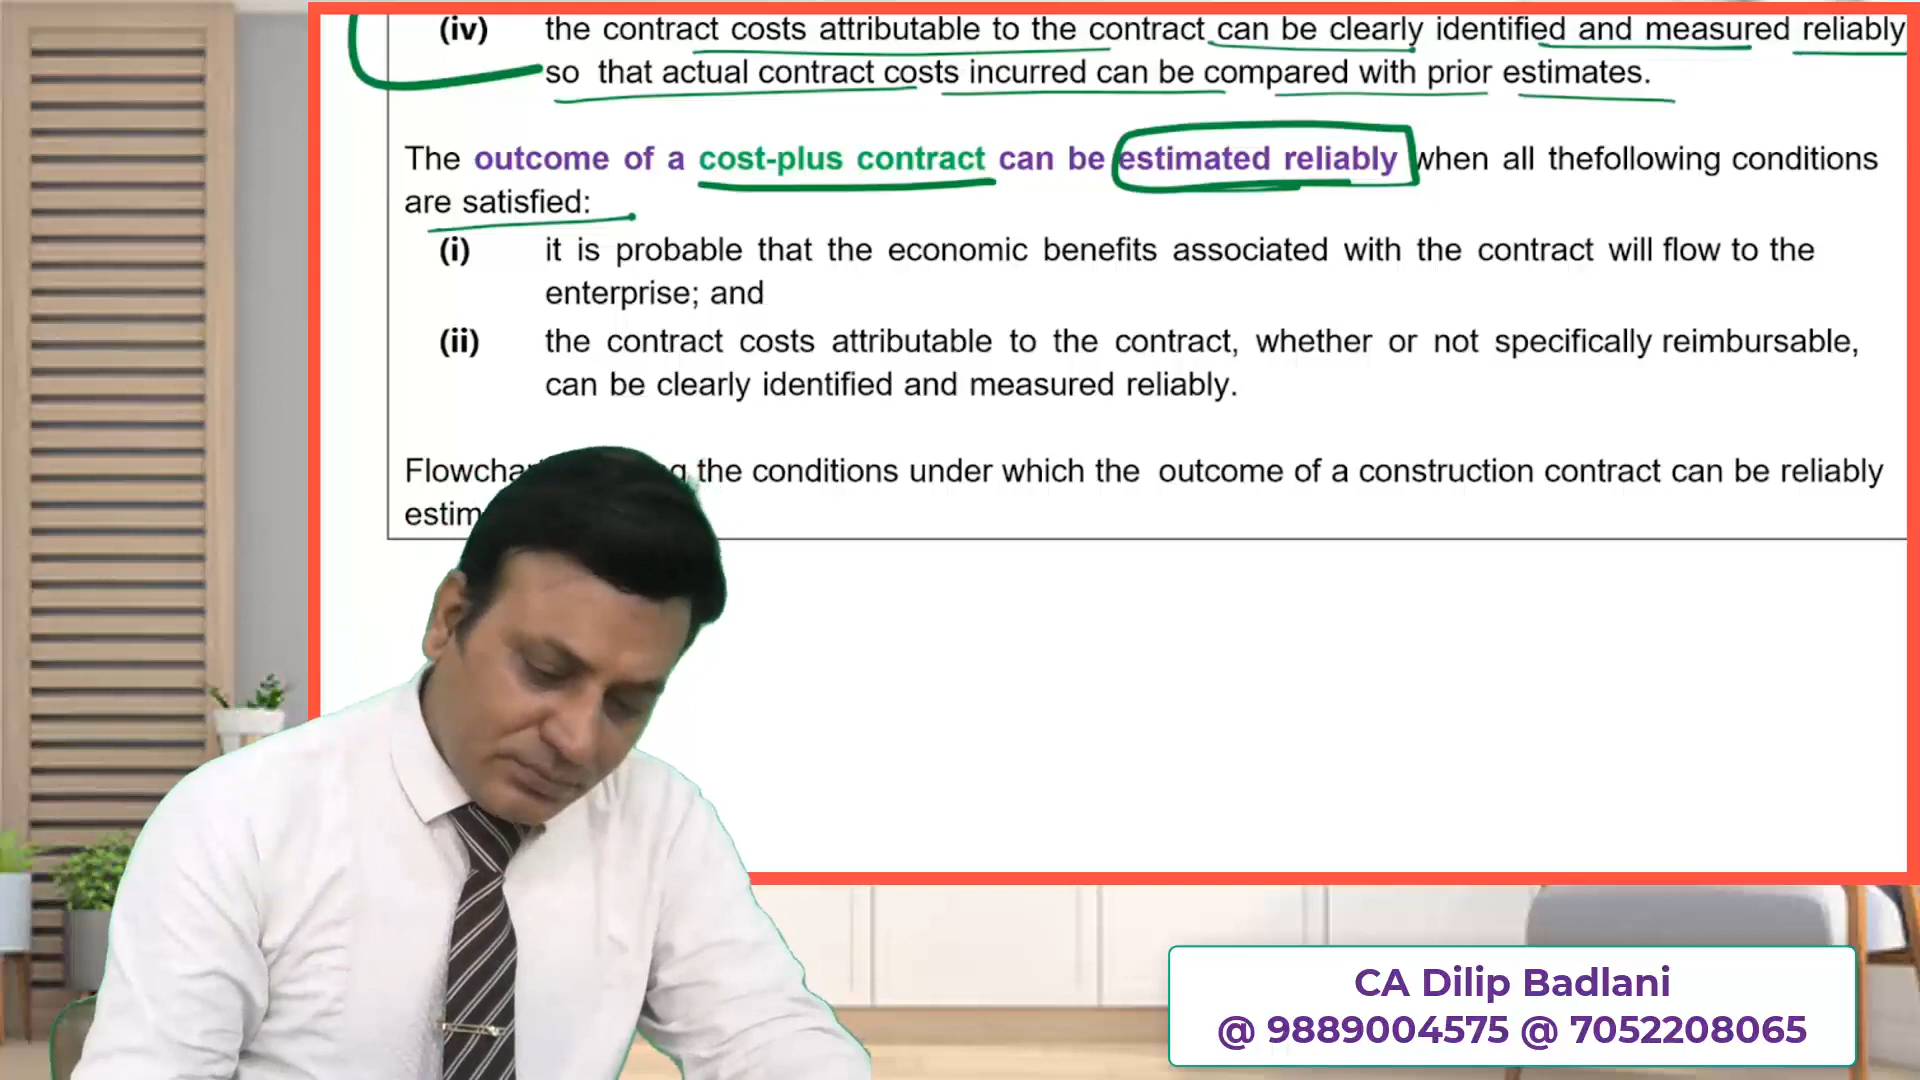 (iv) the contract costs attributable to the contract can be clearly identified and measured reliably
so that actual contract costs incurred can be compared with prior estimates.
The outcome of a cost-plus contract can be estimated reliably when all thefollowing conditions
are satisfied:
(i) it is probable that the economic benefits associated with the contract will flow to the
enterprise; and
(ii) the contract costs attributable to the contract, whether or not specifically reimbursable,
can be clearly identified and measured reliably.
the conditions under which the outcome of a construction contract can be reliably
CA Dilip Badlani
@ 9889004575 @ 7052208065